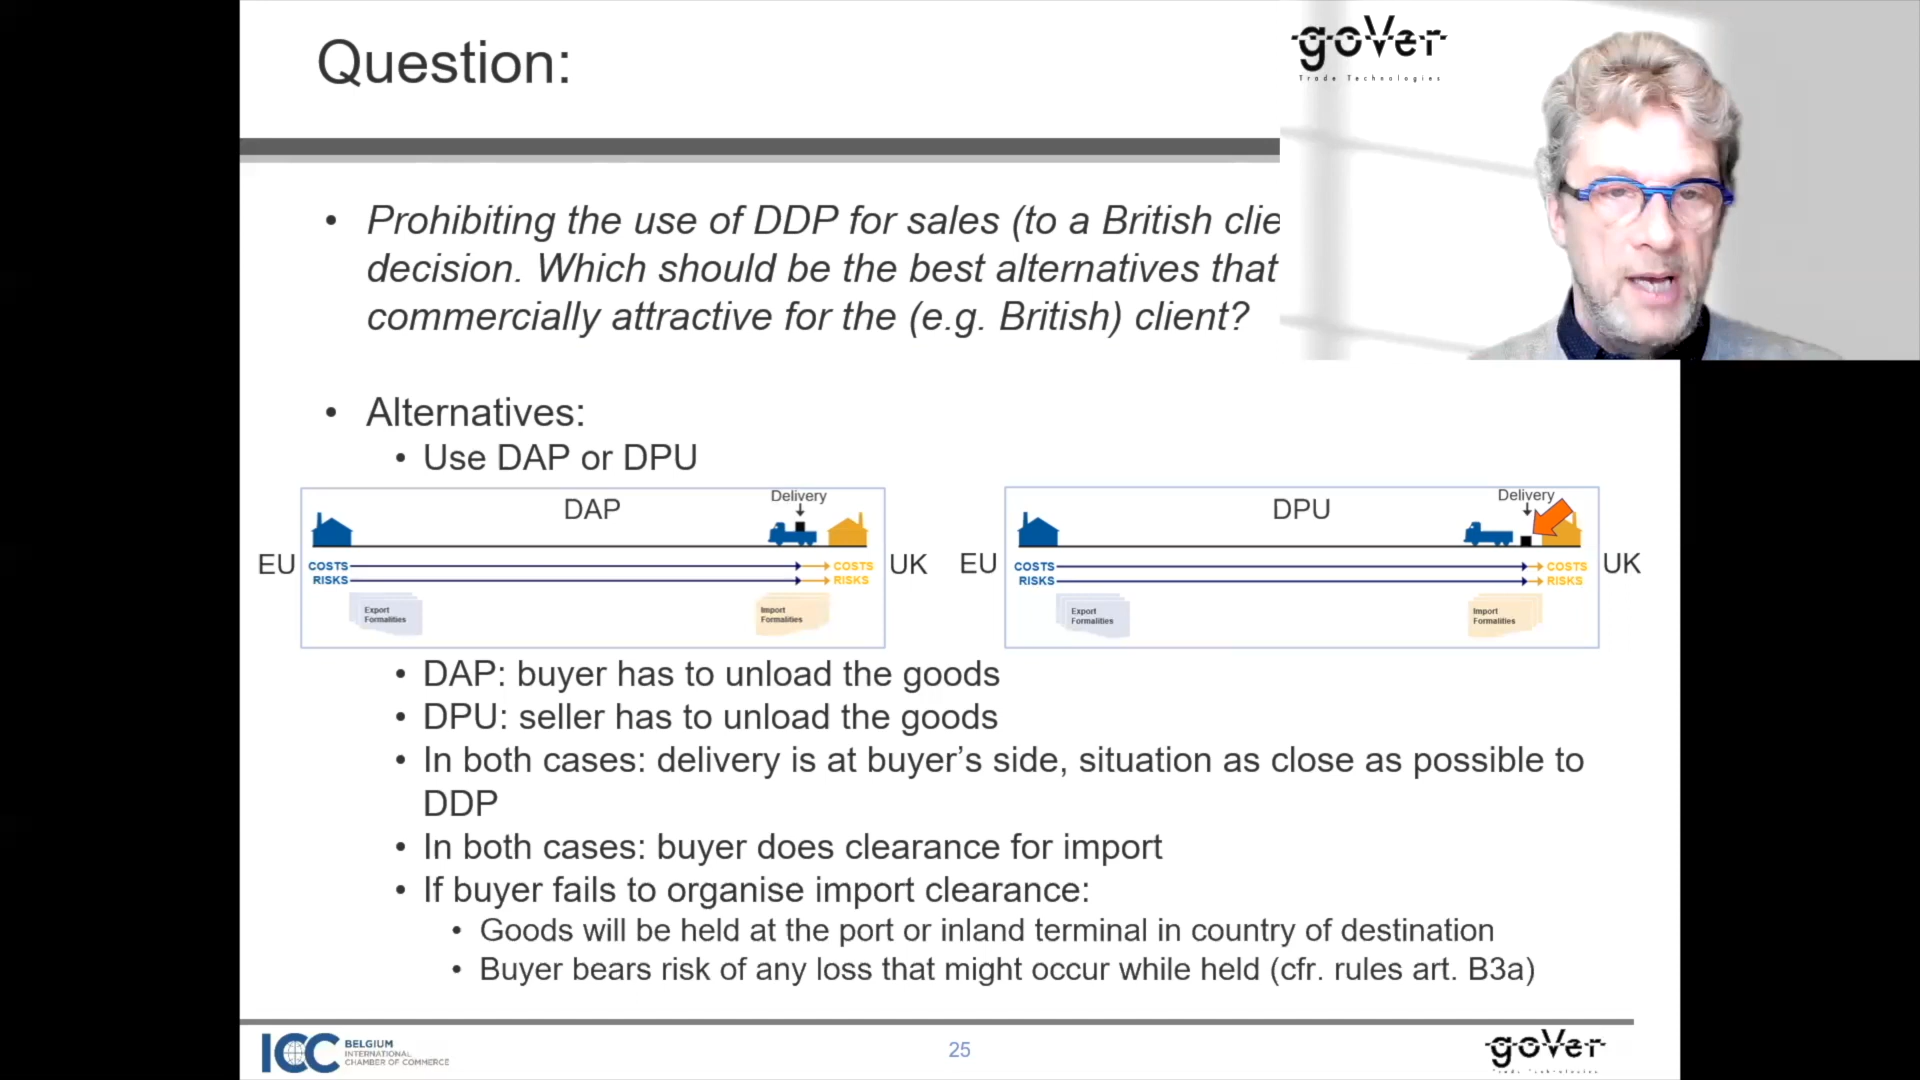 Question:
goVer
Trade Technologies
• Prohibiting the use of DDP for sales (to a British clie
decision. Which should be the best alternatives that
commercially attractive for the (e.g. British) client?
• Alternatives:
• Use DAP or DPU
DAP
Delivery
EU
COSTS
COSTS
RISKS
RISKS
UK
Export
Formalities
Import
Formalities
DPU
Delivery
EU
COSTS
COSTS
RISKS
RISKS
UK
Export
Formalities
Import
Formalities
• DAP: buyer has to unload the goods
• DPU: seller has to unload the goods
• In both cases: delivery is at buyer’s side, situation as close as possible to
DDP
• In both cases: buyer does clearance for import
• If buyer fails to organise import clearance:
• Goods will be held at the port or inland terminal in country of destination
• Buyer bears risk of any loss that might occur while held (cfr. rules art. B3a)
ICC
BELGIUM
INTERNATIONAL
CHAMBER OF COMMERCE
25
goVer